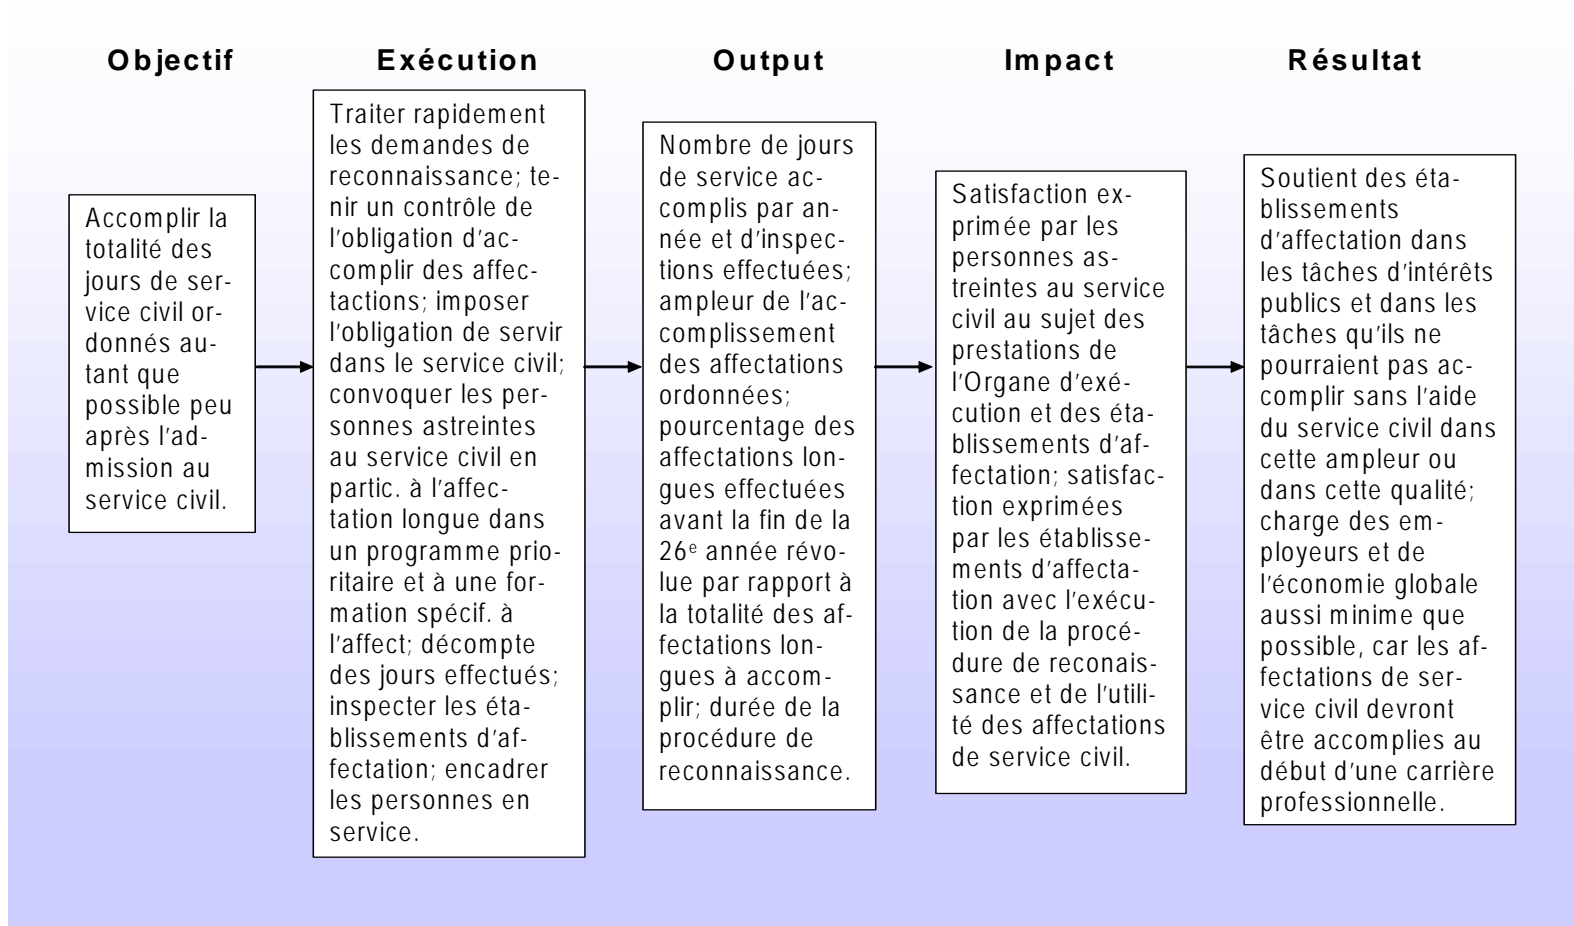 Objectif
Exécution
Output
Impact
Résultat
Accomplir la
totalité des
jours de ser-
vice civil or-
donnés au-
tant que
possible peu
après l'ad-
mission au
service civil.
Traiter rapidement
les demandes de
reconnaissance; te-
nir un contrôle de
l'obligation d'ac-
complir des affec-
tactions; imposer
l'obligation de servir
dans le service civil;
convoquer les per-
sonnes astreintes
au service civil en
partic. à l'affec-
tation longue dans
un programme prio-
ritaire et à une for-
mation spécif. à
l'affect; décompte
des jours effectués;
inspecter les éta-
blissements d'af-
fectation; encadrer
les personnes en
service.
Nombre de jours
de service ac-
complis par an-
née et d'inspec-
tions effectuées;
ampleur de l'ac-
complissement
des affectations
ordonnées;
pourcentage des
affectations lon-
gues effectuées
avant la fin de la
26e année révo-
lue par rapport à
la totalité des af-
fectations lon-
gues à accom-
plir; durée de la
procédure de
reconnaissance.
Satisfaction ex-
primée par les
personnes as-
treintes au service
civil au sujet des
prestations de
l'Organe d'exé-
cution et des éta-
blissements d'af-
fectation; satisfac-
tion exprimées
par les établisse-
ments d'affecta-
tion avec l'exécu-
tion de la procé-
dure de reconais-
sance et de l'utili-
té des affectations
de service civil.
Soutient des éta-
blissements
d'affectation dans
les tâches d'intérêts
publics et dans les
tâches qu'ils ne
pourraient pas ac-
complir sans l'aide
du service civil dans
cette ampleur ou
dans cette qualité;
charge des em-
ployeurs et de
l'économie globale
aussi minime que
possible, car les af-
fectations de ser-
vice civil devront
être accomplies au
début d'une carrière
professionnelle.